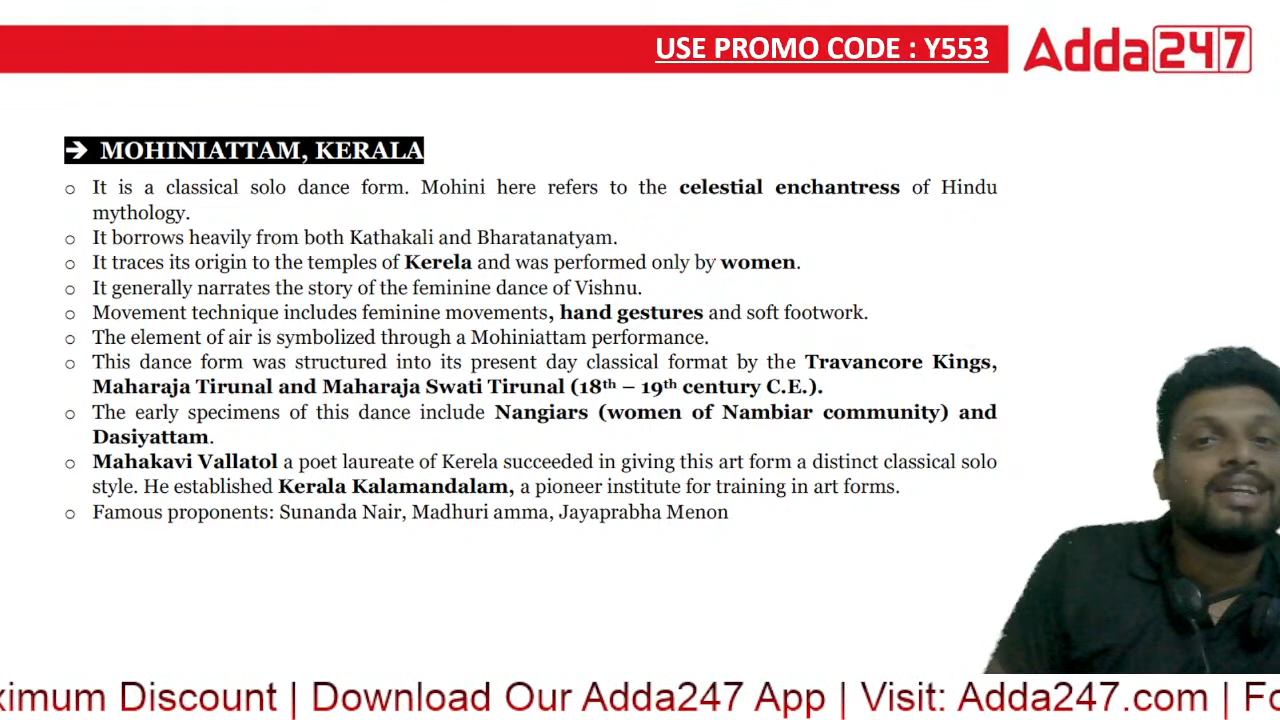 USE PROMO CODE : Y553
Adda247
➔ MOHINIATTAM, KERALA
o It is a classical solo dance form. Mohini here refers to the celestial enchantress of Hindu
mythology.
o It borrows heavily from both Kathakali and Bharatanatyam.
o It traces its origin to the temples of Kerela and was performed only by women.
o It generally narrates the story of the feminine dance of Vishnu.
o Movement technique includes feminine movements, hand gestures and soft footwork.
o The element of air is symbolized through a Mohiniattam performance.
o This dance form was structured into its present day classical format by the Travancore Kings,
Maharaja Tirunal and Maharaja Swati Tirunal (18th – 19th century C.E.).
o The early specimens of this dance include Nangiars (women of Nambiar community) and
Dasiyattam.
o Mahakavi Vallatol a poet laureate of Kerela succeeded in giving this art form a distinct classical solo
style. He established Kerala Kalamandalam, a pioneer institute for training in art forms.
o Famous proponents: Sunanda Nair, Madhuri amma, Jayaprabha Menon
ximum Discount | Download Our Adda247 App | Visit: Adda247.com | Fo